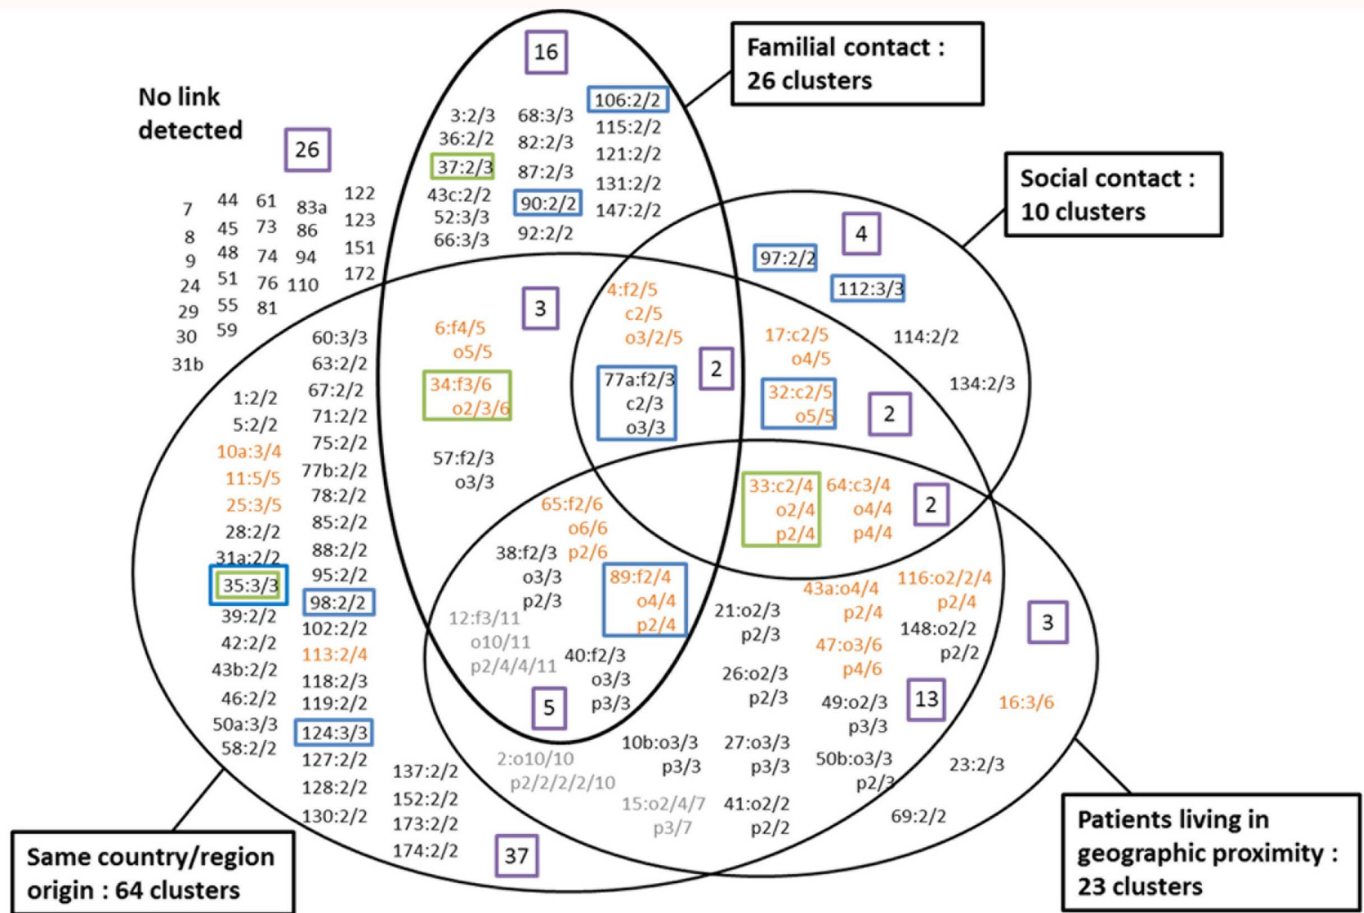 Familial contact :
26 clusters
Social contact :
10 clusters
Patients living in
geographic proximity :
23 clusters
Same country/region
origin : 64 clusters
No link
detected
26
7
8
9
24
29
30
31b
44
45
48
51
55
59
61
73
74
76
81
83a
86
94
110
122
123
151
172
16
3:2/3
36:2/2
37:2/3
43c:2/2
52:3/3
66:3/3
68:3/3
82:2/3
87:2/3
90:2/2
92:2/2
106:2/2
115:2/2
121:2/2
131:2/2
147:2/2
4
97:2/2
112:3/3
114:2/2
134:2/3
3
6:f4/5
o5/5
34:f3/6
o2/3/6
57:f2/3
o3/3
2
4:f2/5
c2/5
o3/2/5
77a:f2/3
c2/3
o3/3
2
17:c2/5
o4/5
32:c2/5
o5/5
2
33:c2/4
o2/4
p2/4
64:c3/4
o4/4
p4/4
5
65:f2/6
o6/6
p2/6
38:f2/3
o3/3
p2/3
89:f2/4
o4/4
p2/4
12:f3/11
o10/11
p2/4/4/11
40:f2/3
o3/3
p3/3
13
43a:o4/4
p2/4
116:o2/2/4
p2/4
21:o2/3
p2/3
148:o2/2
p2/2
47:o3/6
p4/6
26:o2/3
p2/3
49:o2/3
p3/3
10b:o3/3
p3/3
27:o3/3
p3/3
50b:o3/3
p2/3
2:o10/10
p2/2/2/2/10
15:o2/4/7
p3/7
41:o2/2
p2/2
3
16:3/6
23:2/3
69:2/2
37
1:2/2
5:2/2
10a:3/4
11:5/5
25:3/5
28:2/2
31a:2/2
35:3/3
39:2/2
42:2/2
43b:2/2
46:2/2
50a:3/3
58:2/2
60:3/3
63:2/2
67:2/2
71:2/2
75:2/2
77b:2/2
78:2/2
85:2/2
88:2/2
95:2/2
98:2/2
102:2/2
113:2/4
118:2/3
119:2/2
124:3/3
127:2/2
128:2/2
130:2/2
137:2/2
152:2/2
173:2/2
174:2/2